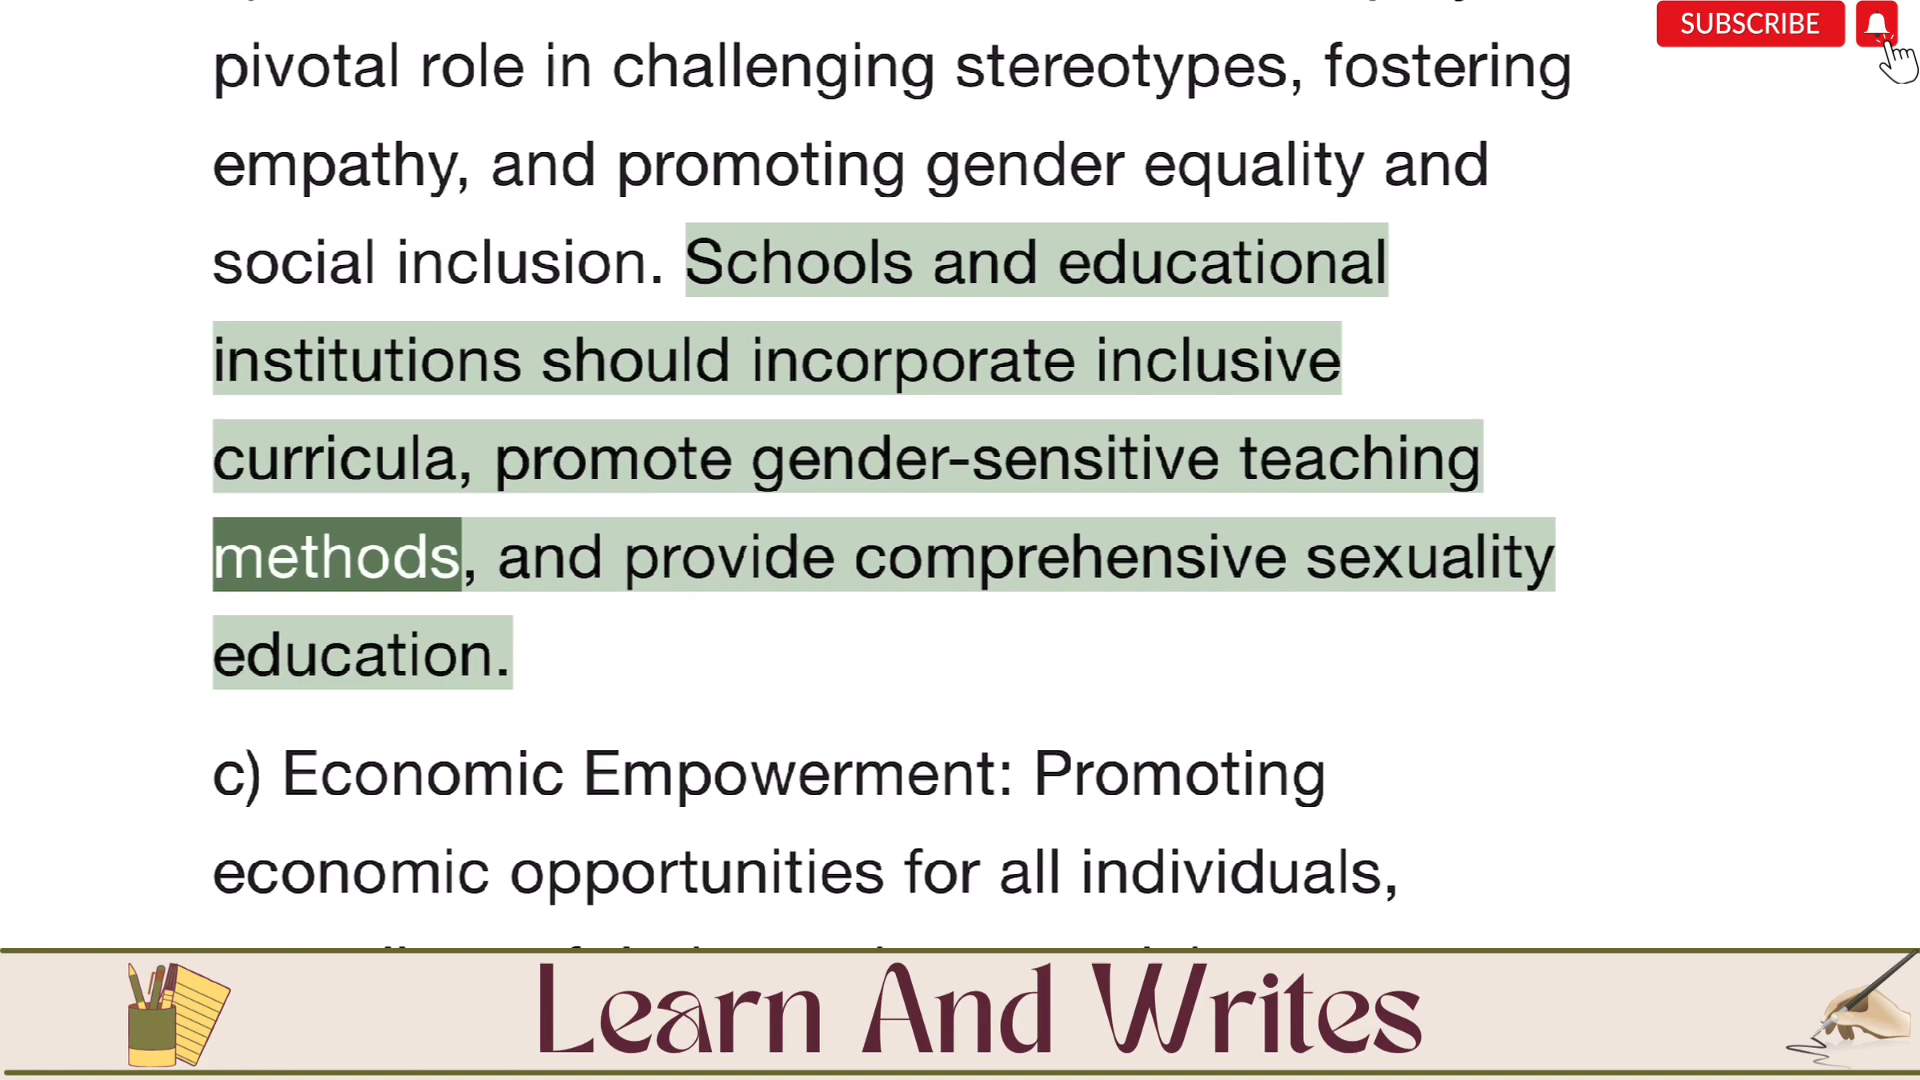 SUBSCRIBE
pivotal role in challenging stereotypes, fostering
empathy, and promoting gender equality and
social inclusion. Schools and educational
institutions should incorporate inclusive
curricula, promote gender-sensitive teaching
methods, and provide comprehensive sexuality
education.
c) Economic Empowerment: Promoting
economic opportunities for all individuals,
Learn And Writes